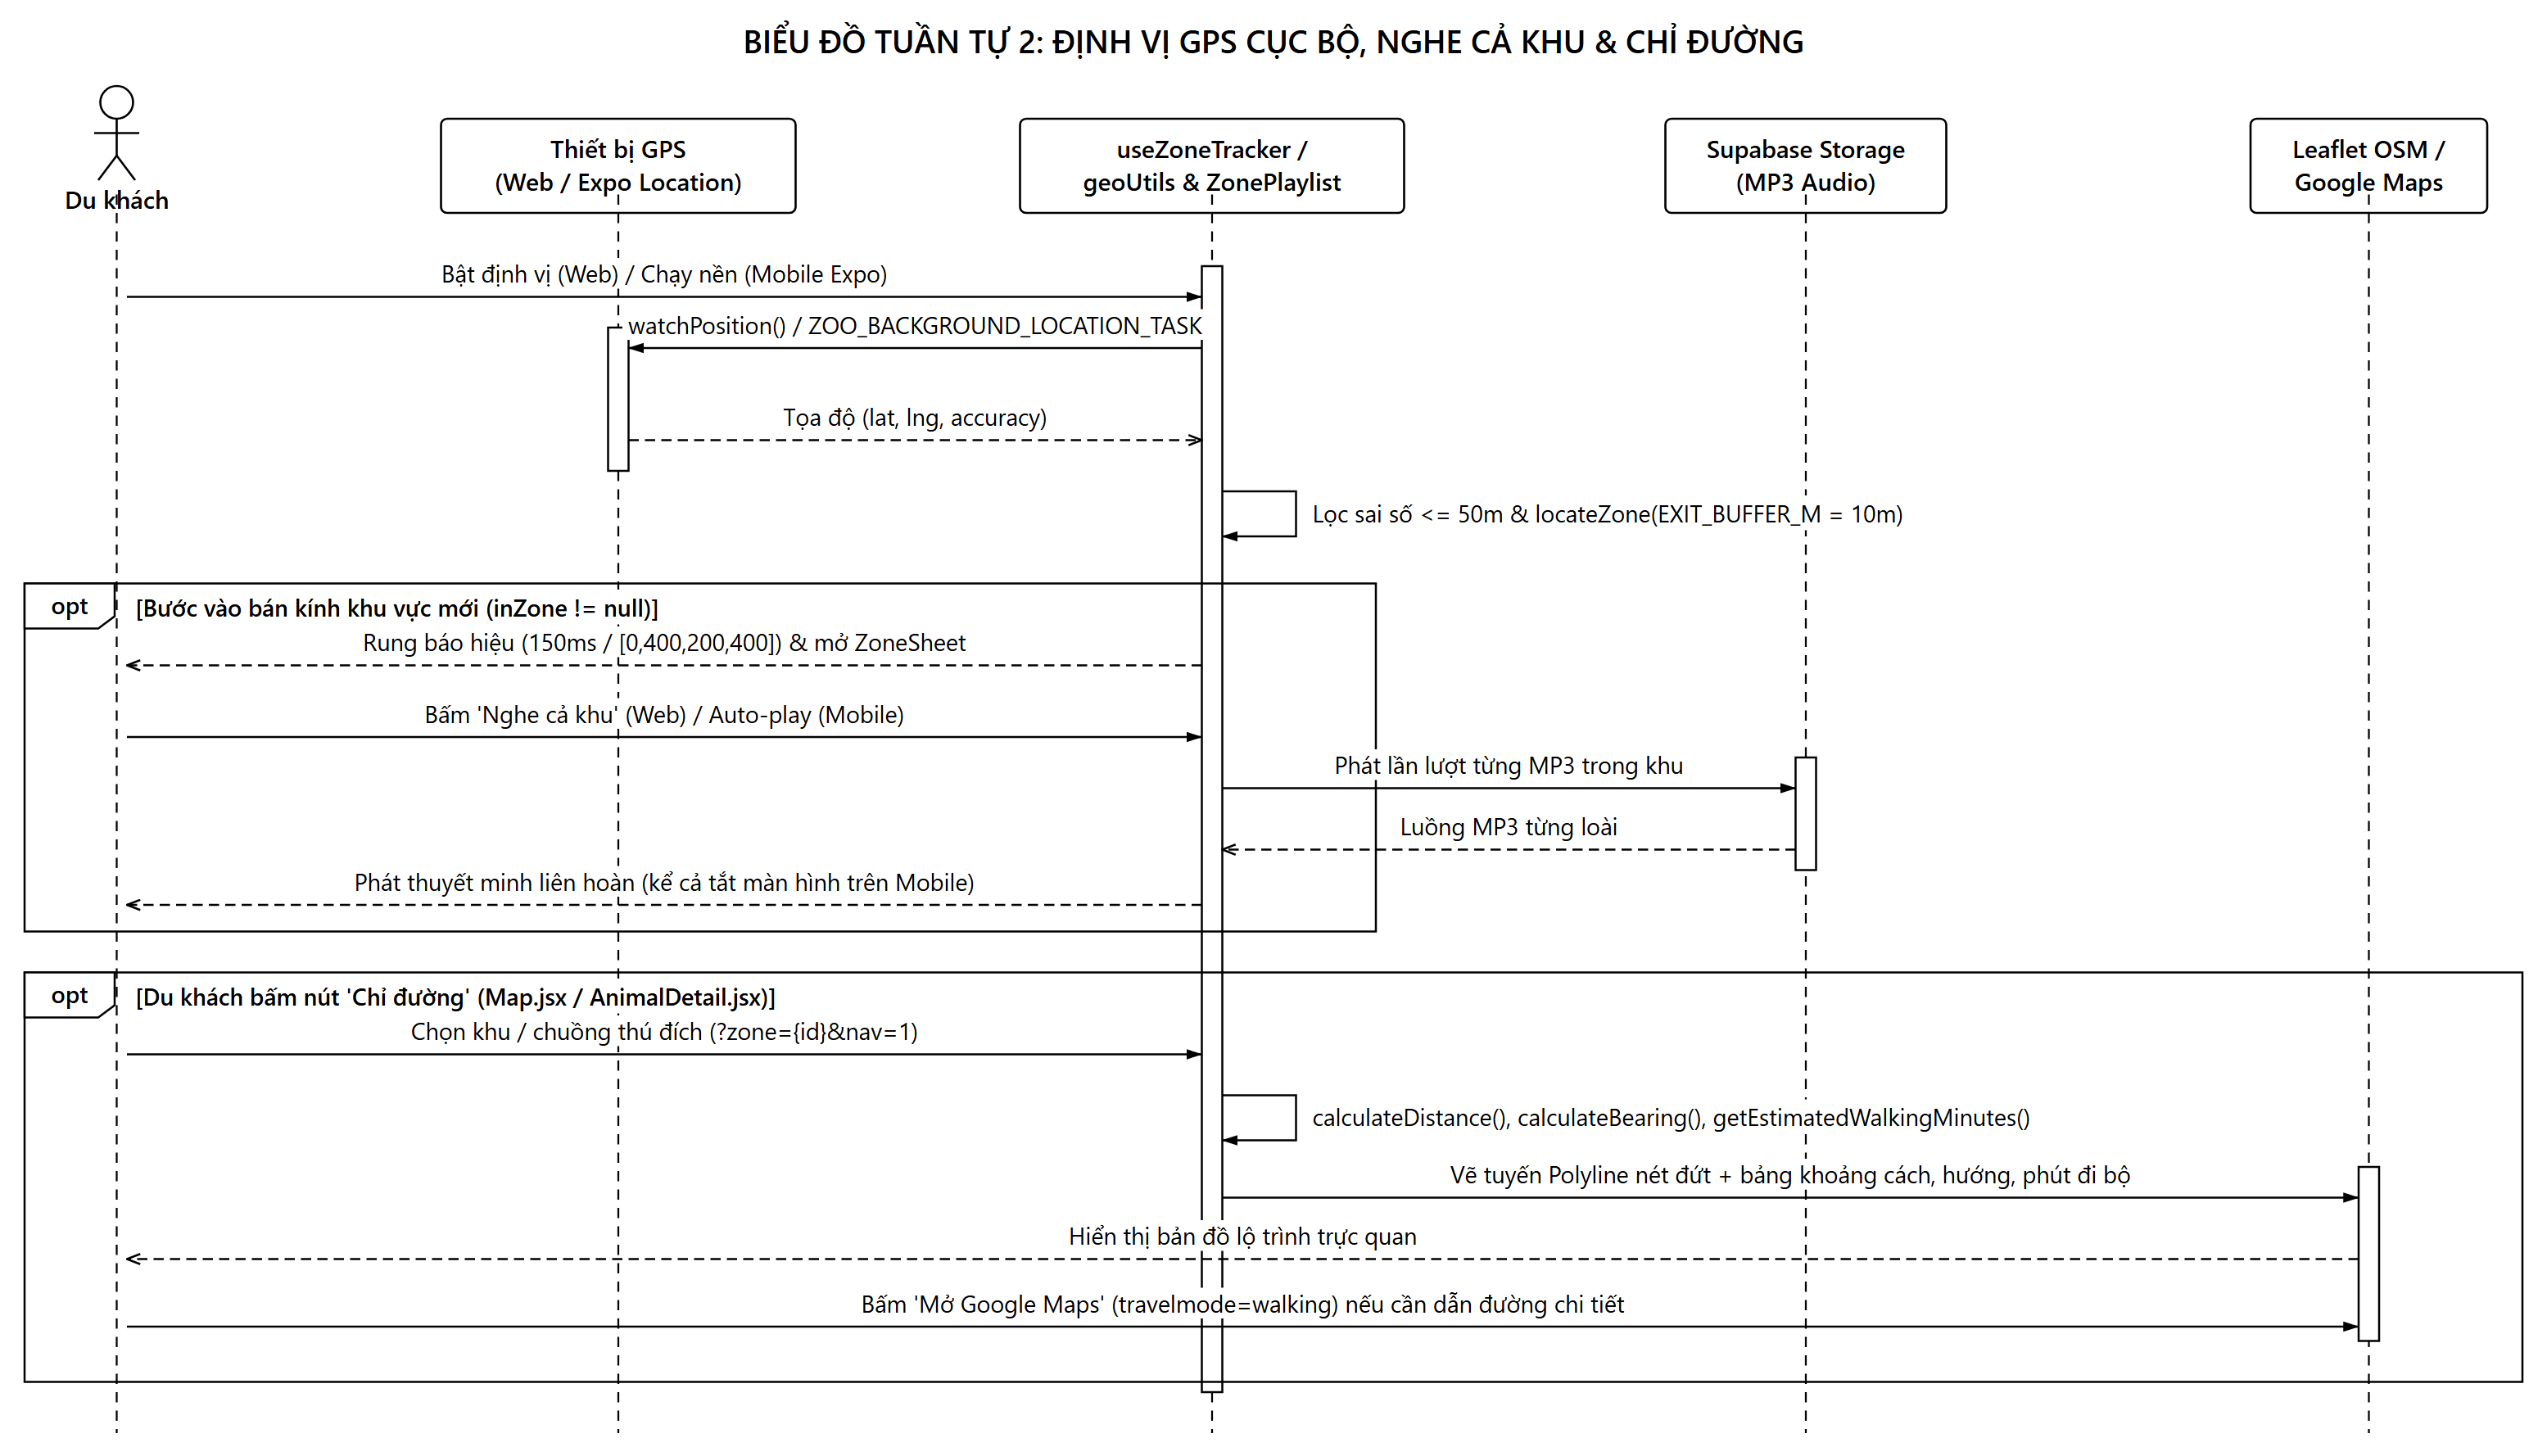 BIỂU ĐỒ TUẦN TỰ 2: ĐỊNH VỊ GPS CỤC BỘ, NGHE CẢ KHU & CHỈ ĐƯỜNG
Du khách
Thiết bị GPS
(Web / Expo Location)
useZoneTracker /
geoUtils & ZonePlaylist
Supabase Storage
(MP3 Audio)
Leaflet OSM /
Google Maps
Bật định vị (Web) / Chạy nền (Mobile Expo)
watchPosition() / ZOO_BACKGROUND_LOCATION_TASK
Tọa độ (lat, lng, accuracy)
Lọc sai số <= 50m & locateZone(EXIT_BUFFER_M = 10m)
opt
[Bước vào bán kính khu vực mới (inZone != null)]
Rung báo hiệu (150ms / [0,400,200,400]) & mở ZoneSheet
Bấm 'Nghe cả khu' (Web) / Auto-play (Mobile)
Phát lần lượt từng MP3 trong khu
Luồng MP3 từng loài
Phát thuyết minh liên hoàn (kể cả tắt màn hình trên Mobile)
opt
[Du khách bấm nút 'Chỉ đường' (Map.jsx / AnimalDetail.jsx)]
Chọn khu / chuồng thú đích (?zone={id}&nav=1)
calculateDistance(), calculateBearing(), getEstimatedWalkingMinutes()
Vẽ tuyến Polyline nét đứt + bảng khoảng cách, hướng, phút đi bộ
Hiển thị bản đồ lộ trình trực quan
Bấm 'Mở Google Maps' (travelmode=walking) nếu cần dẫn đường chi tiết